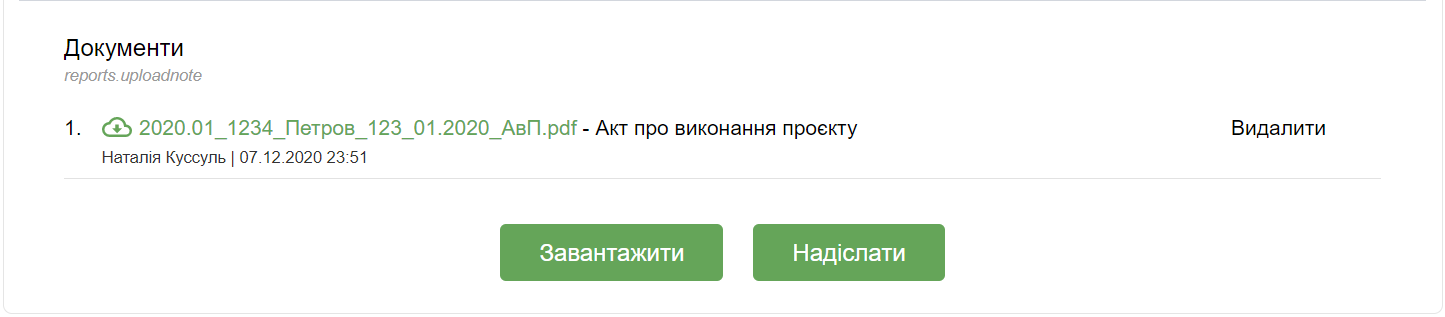 Документи
reports.uploadnote
1. 2020.01_1234_Петров_123_01.2020_АвП.pdf - Акт про виконання проєкту Видалити
Наталія Куссуль | 07.12.2020 23:51
Завантажити Надіслати